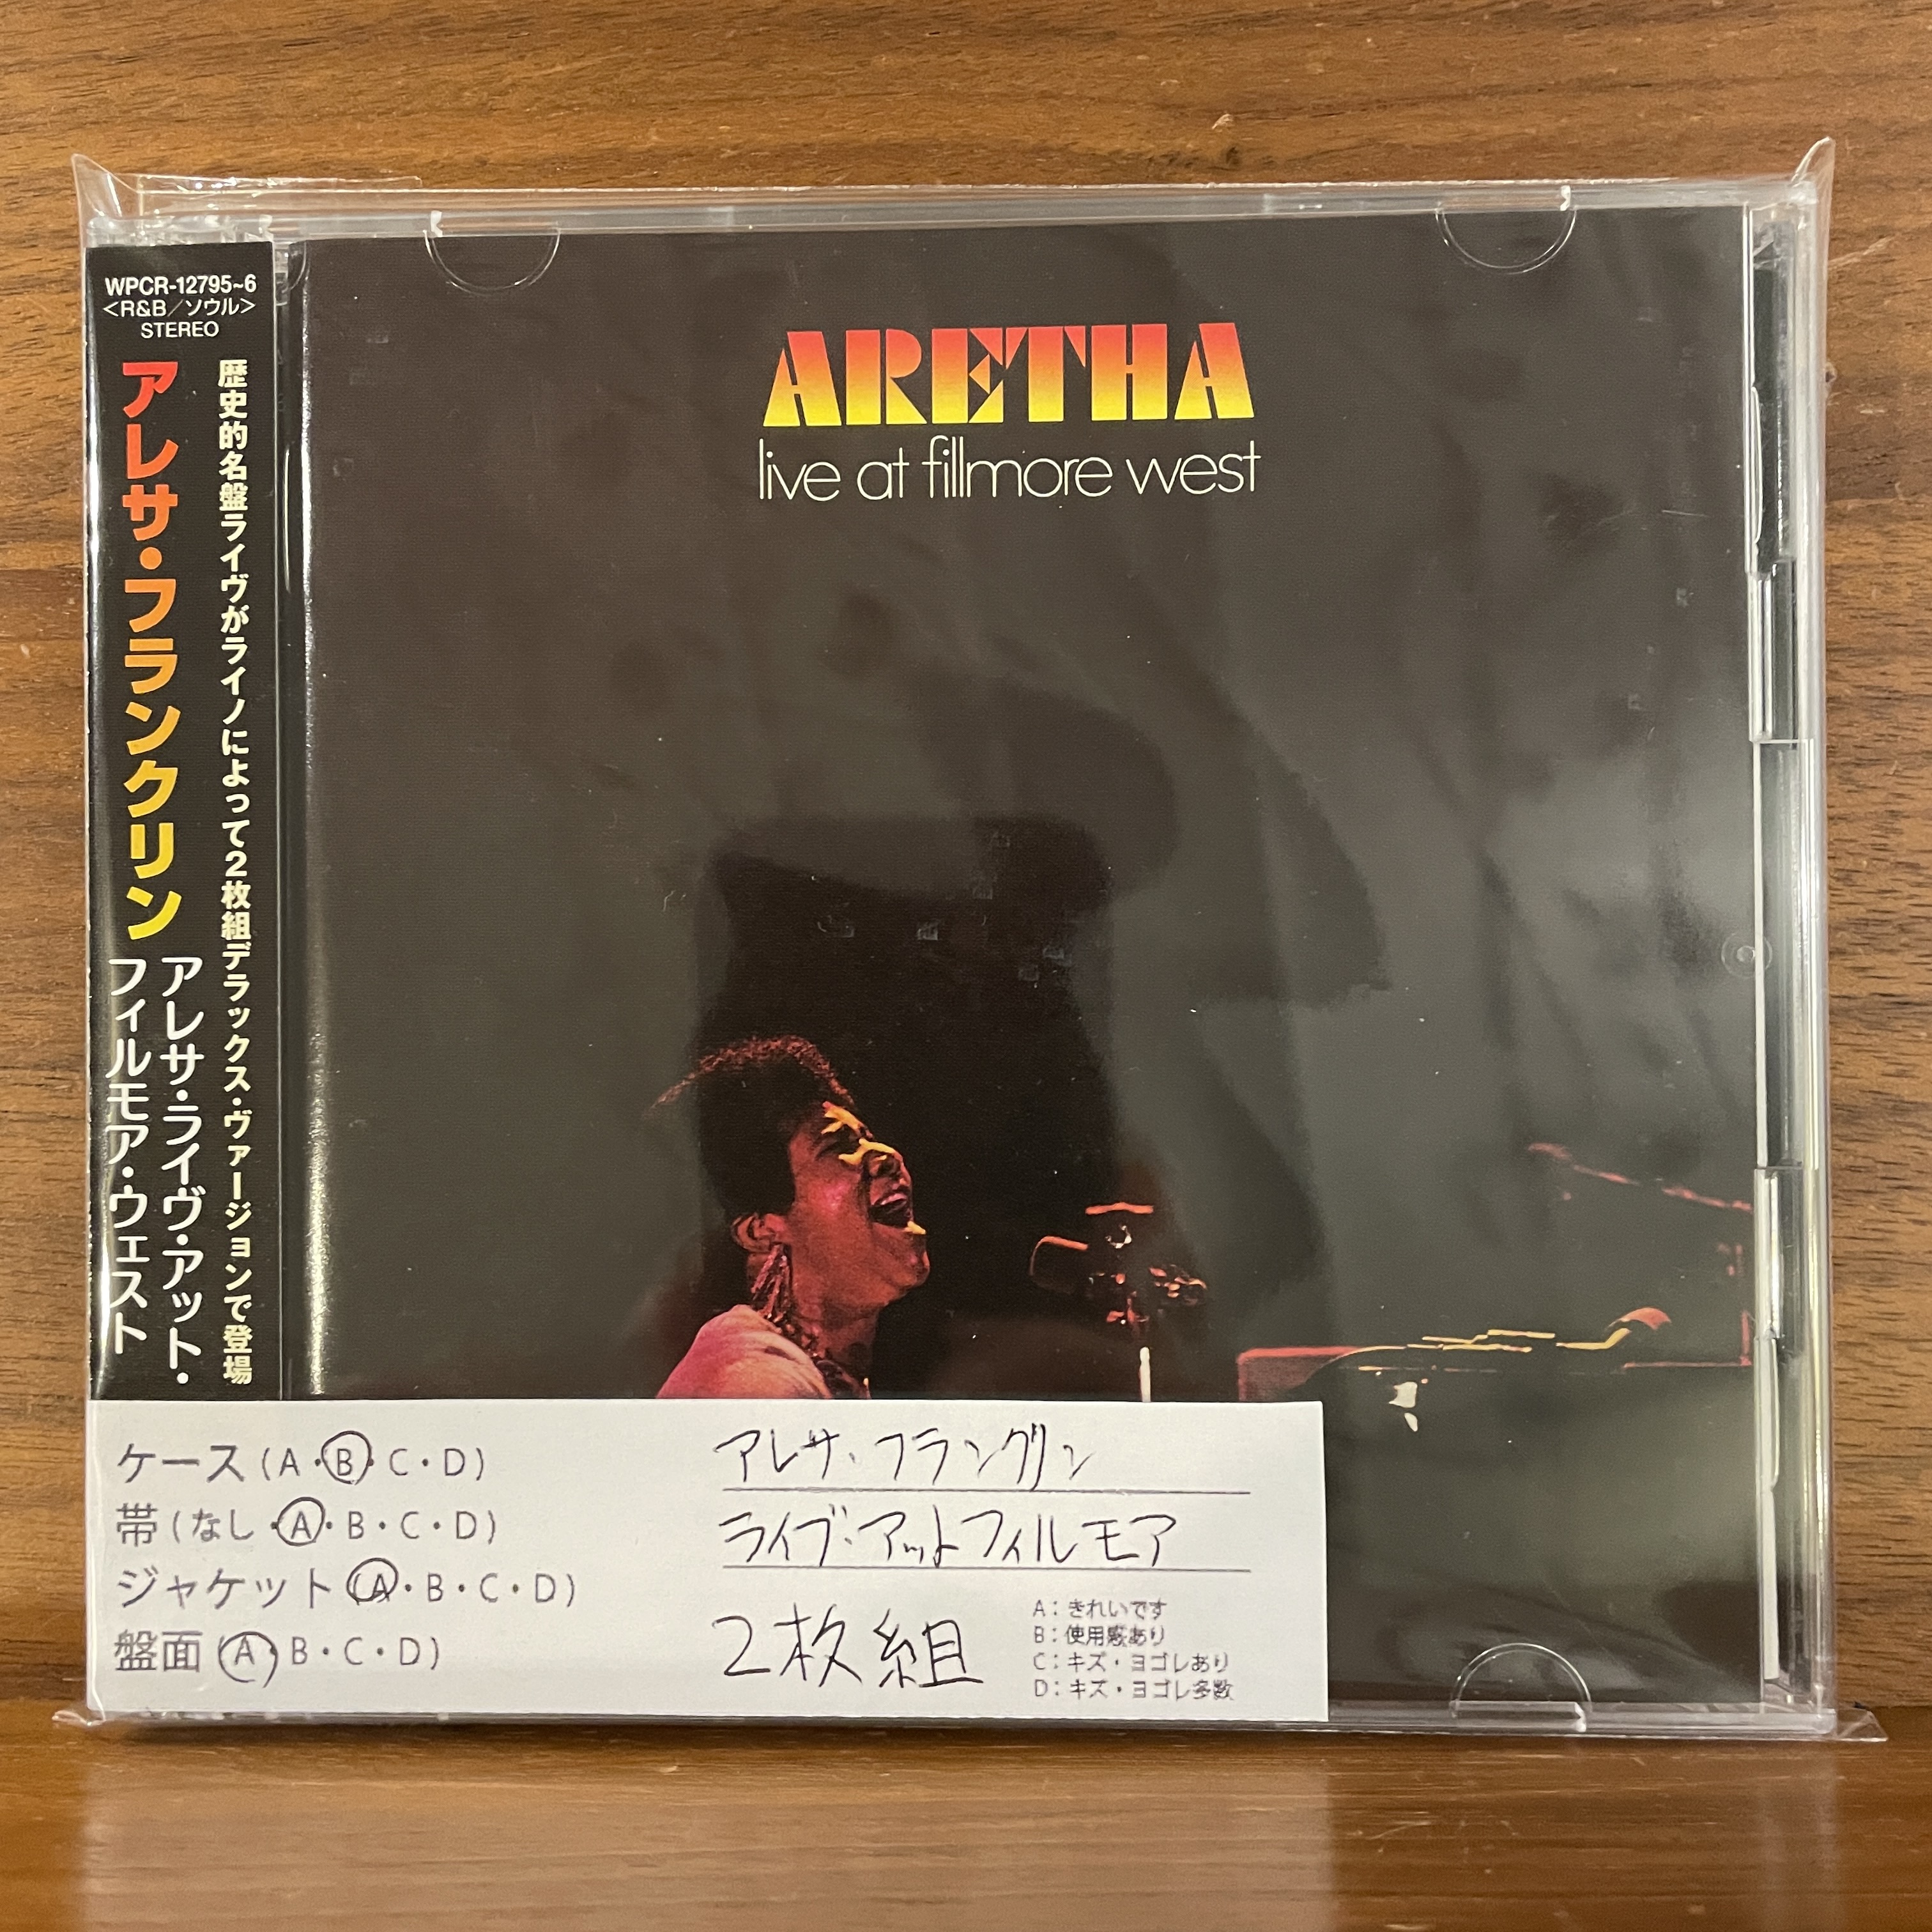 WPCR-12795~6
<R&B/ソウル>
STEREO
歴史的名盤ライヴがライノによって2枚組デラックス・ヴァージョンで登場
アレサ・フランクリン
アレサ・ライヴ・アット・
フィルモア・ウェスト
ARETHA
live at fillmore west
ケース(A・B・C・D)
帯(なし・A・B・C・D)
ジャケット(A・B・C・D)
盤面(A・B・C・D)
アレサ・フラングリン
ライブ・アットフィルモア
2枚組
A:きれいです
B:使用感あり
C:キズ・ヨゴレあり
D:キズ・ヨゴレ多数